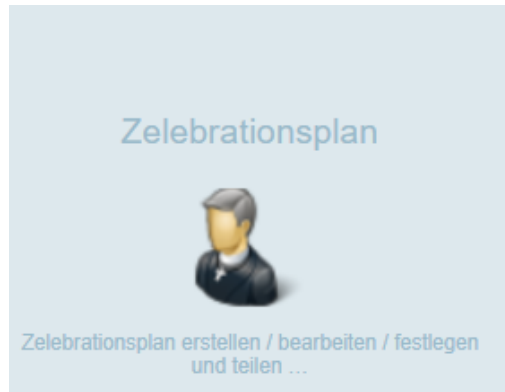 Zelebrationsplan
Zelebrationsplan erstellen / bearbeiten / festlegen
und teilen ...